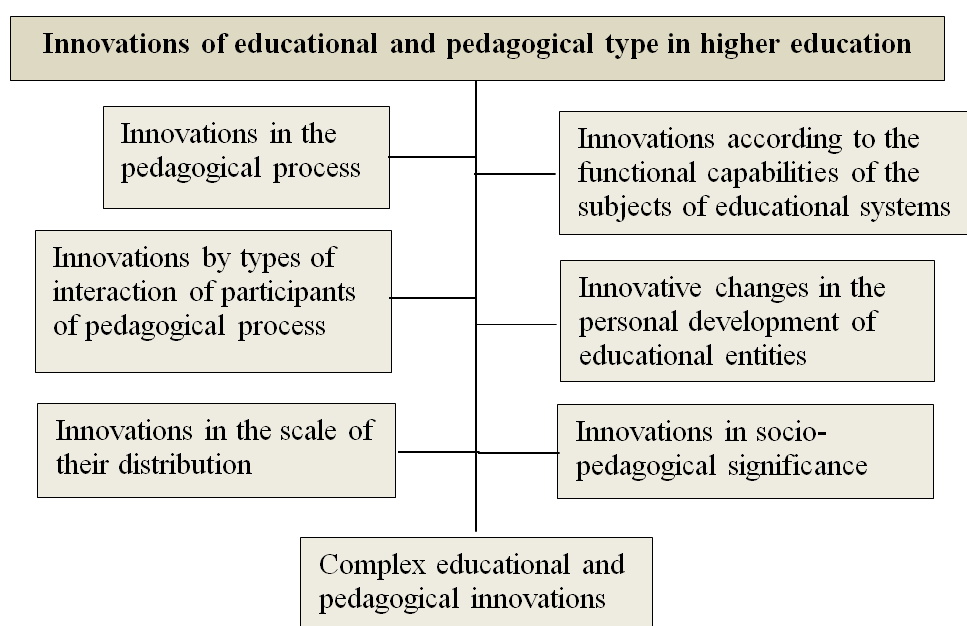 Innovations of educational and pedagogical type in higher education
Innovations in the
pedagogical process
Innovations according to the
functional capabilities of the
subjects of educational systems
Innovations by types of
interaction of participants
of pedagogical process
Innovative changes in the
personal development of
educational entities
Innovations in the scale of
their distribution
Innovations in socio-
pedagogical significance
Complex educational and
pedagogical innovations